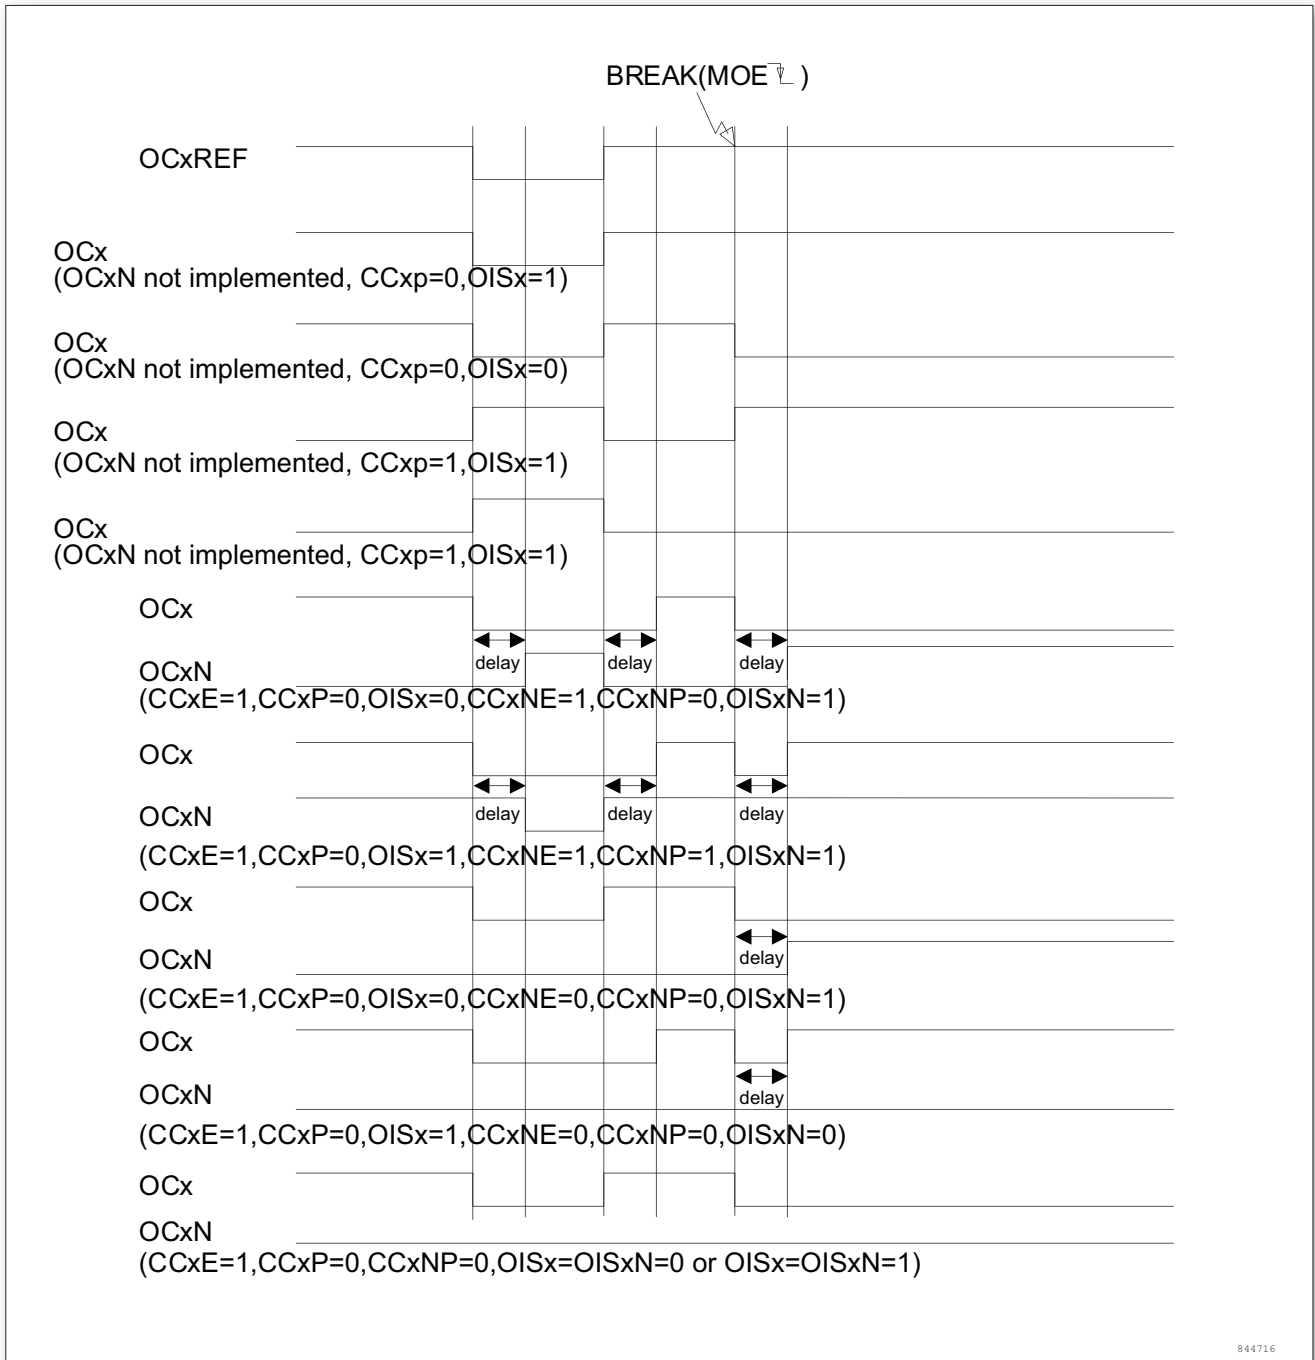 BREAK(MOE )
OCxREF
OCx
(OCxN not implemented, CCxp=0,OISx=1)
OCx
(OCxN not implemented, CCxp=0,OISx=0)
OCx
(OCxN not implemented, CCxp=1,OISx=1)
OCx
(OCxN not implemented, CCxp=1,OISx=1)
OCx
delay delay delay
OCxN
(CCxE=1,CCxP=0,OISx=0,CCxNE=1,CCxNP=0,OISxN=1)
OCx
delay delay delay
OCxN
(CCxE=1,CCxP=0,OISx=1,CCxNE=1,CCxNP=1,OISxN=1)
OCx
delay
OCxN
(CCxE=1,CCxP=0,OISx=0,CCxNE=0,CCxNP=0,OISxN=1)
OCx
delay
OCxN
(CCxE=1,CCxP=0,OISx=1,CCxNE=0,CCxNP=0,OISxN=0)
OCx
OCxN
(CCxE=1,CCxP=0,CCxNP=0,OISx=OISxN=0 or OISx=OISxN=1)
844716